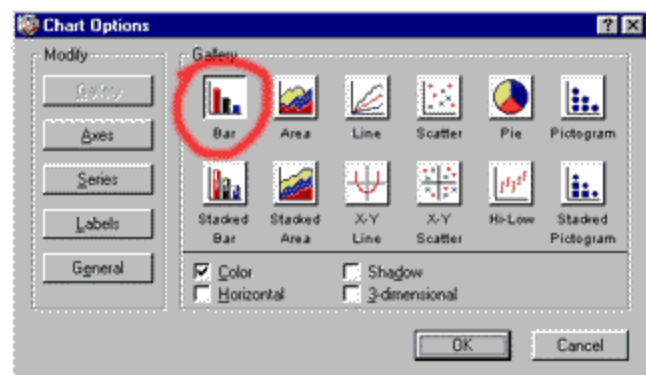 Chart Options
Modify
Gallery
Gallery
Axes
Series
Labels
General
Bar
Area
Line
Scatter
Pie
Pictogram
Stacked Bar
Stacked Area
X-Y Line
X-Y Scatter
Hi-Low
Stacked Pictogram
Color
Shadow
Horizontal
3-dimensional
OK
Cancel